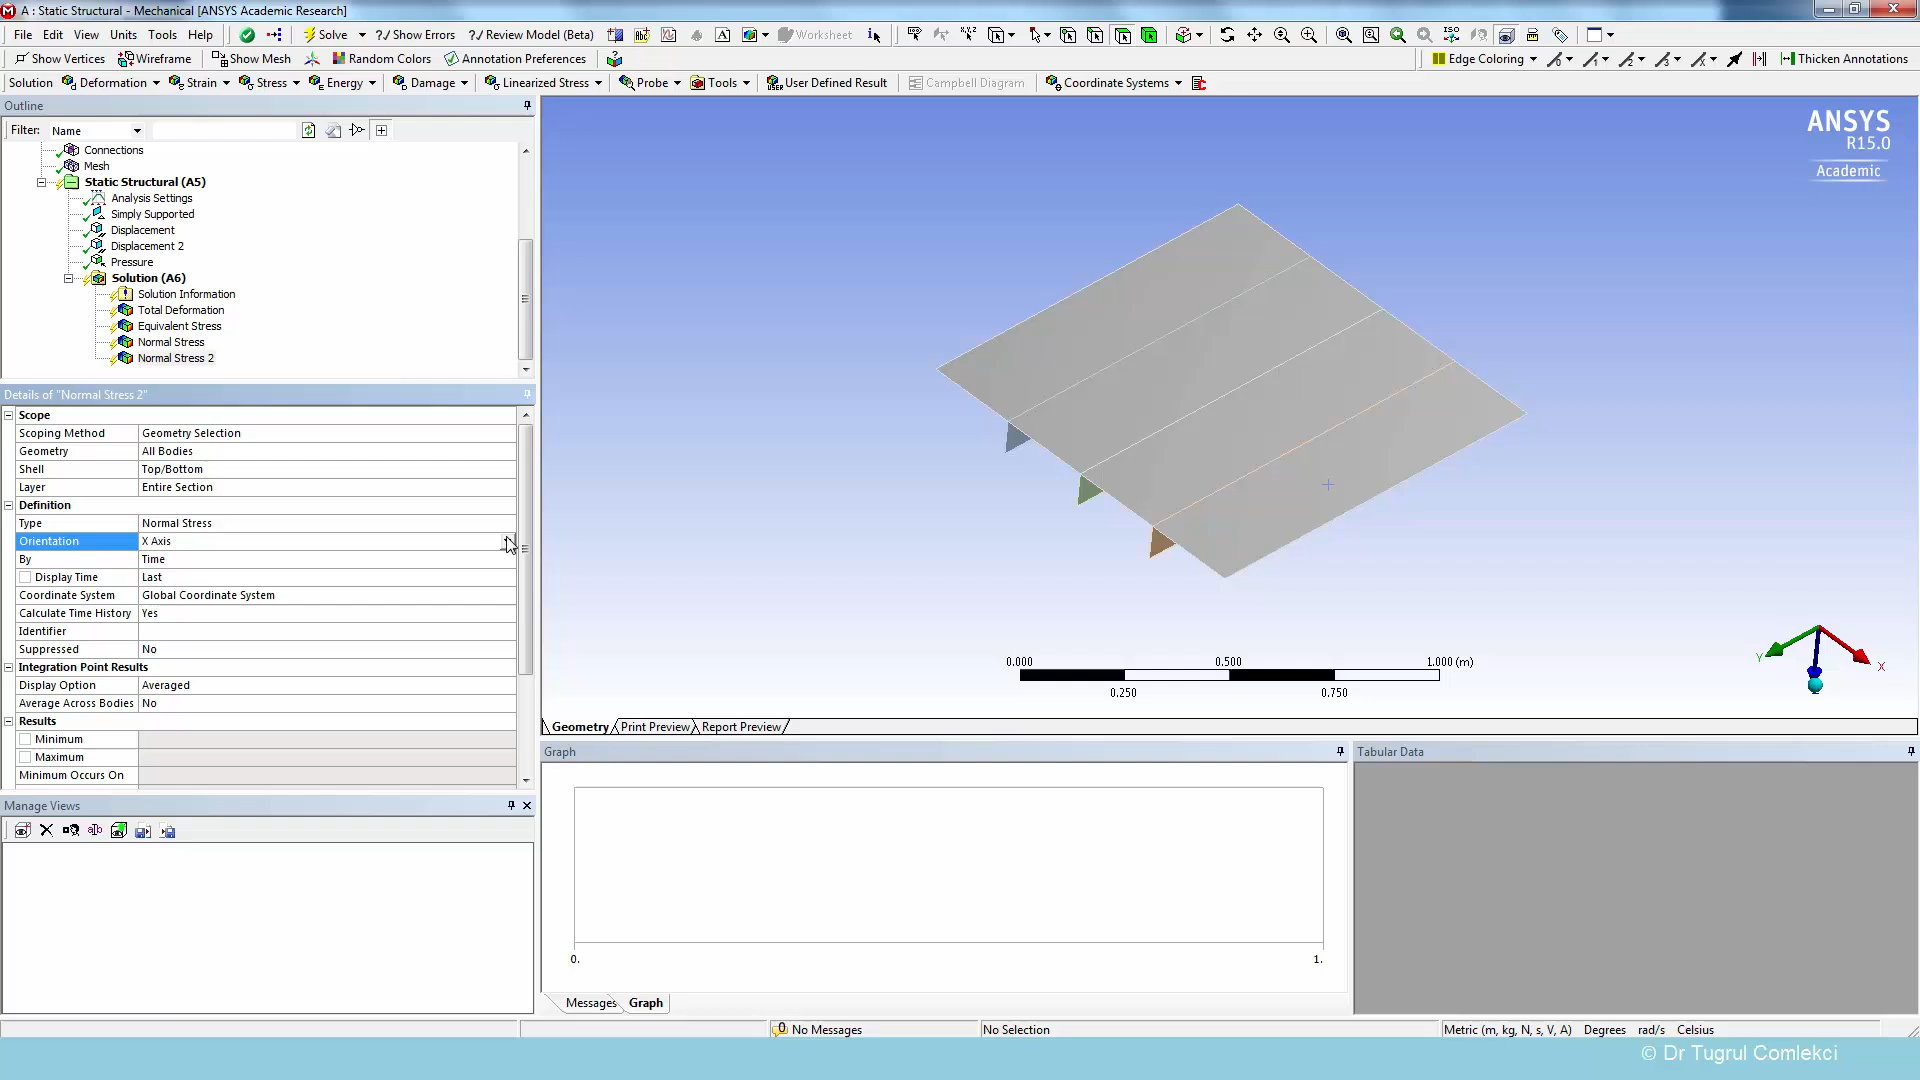 A : Static Structural - Mechanical [ANSYS Academic Research]
File Edit View Units Tools Help Solve ?/ Show Errors ?/ Review Model (Beta) Worksheet
Show Vertices Wireframe Show Mesh Random Colors Annotation Preferences Edge Coloring Thicken Annotations
Solution Deformation Strain Stress Energy Damage Linearized Stress Probe Tools User Defined Result Campbell Diagram Coordinate Systems
Outline
Filter: Name
Connections
Mesh
Static Structural (A5)
Analysis Settings
Simply Supported
Displacement
Displacement 2
Pressure
Solution (A6)
Solution Information
Total Deformation
Equivalent Stress
Normal Stress
Normal Stress 2
Details of "Normal Stress 2"
Scope
Scoping Method Geometry Selection
Geometry All Bodies
Shell Top/Bottom
Layer Entire Section
Definition
Type Normal Stress
Orientation X Axis
By Time
Display Time Last
Coordinate System Global Coordinate System
Calculate Time History Yes
Identifier
Suppressed No
Integration Point Results
Display Option Averaged
Average Across Bodies No
Results
Minimum
Maximum
Minimum Occurs On
Manage Views
ANSYS
R15.0
Academic
0.000 0.500 1.000 (m)
0.250 0.750
Y X
Geometry Print Preview Report Preview
Graph
0. 1.
Messages Graph
Tabular Data
0 No Messages No Selection Metric (m, kg, N, s, V, A) Degrees rad/s Celsius
© Dr Tugrul Comlekci